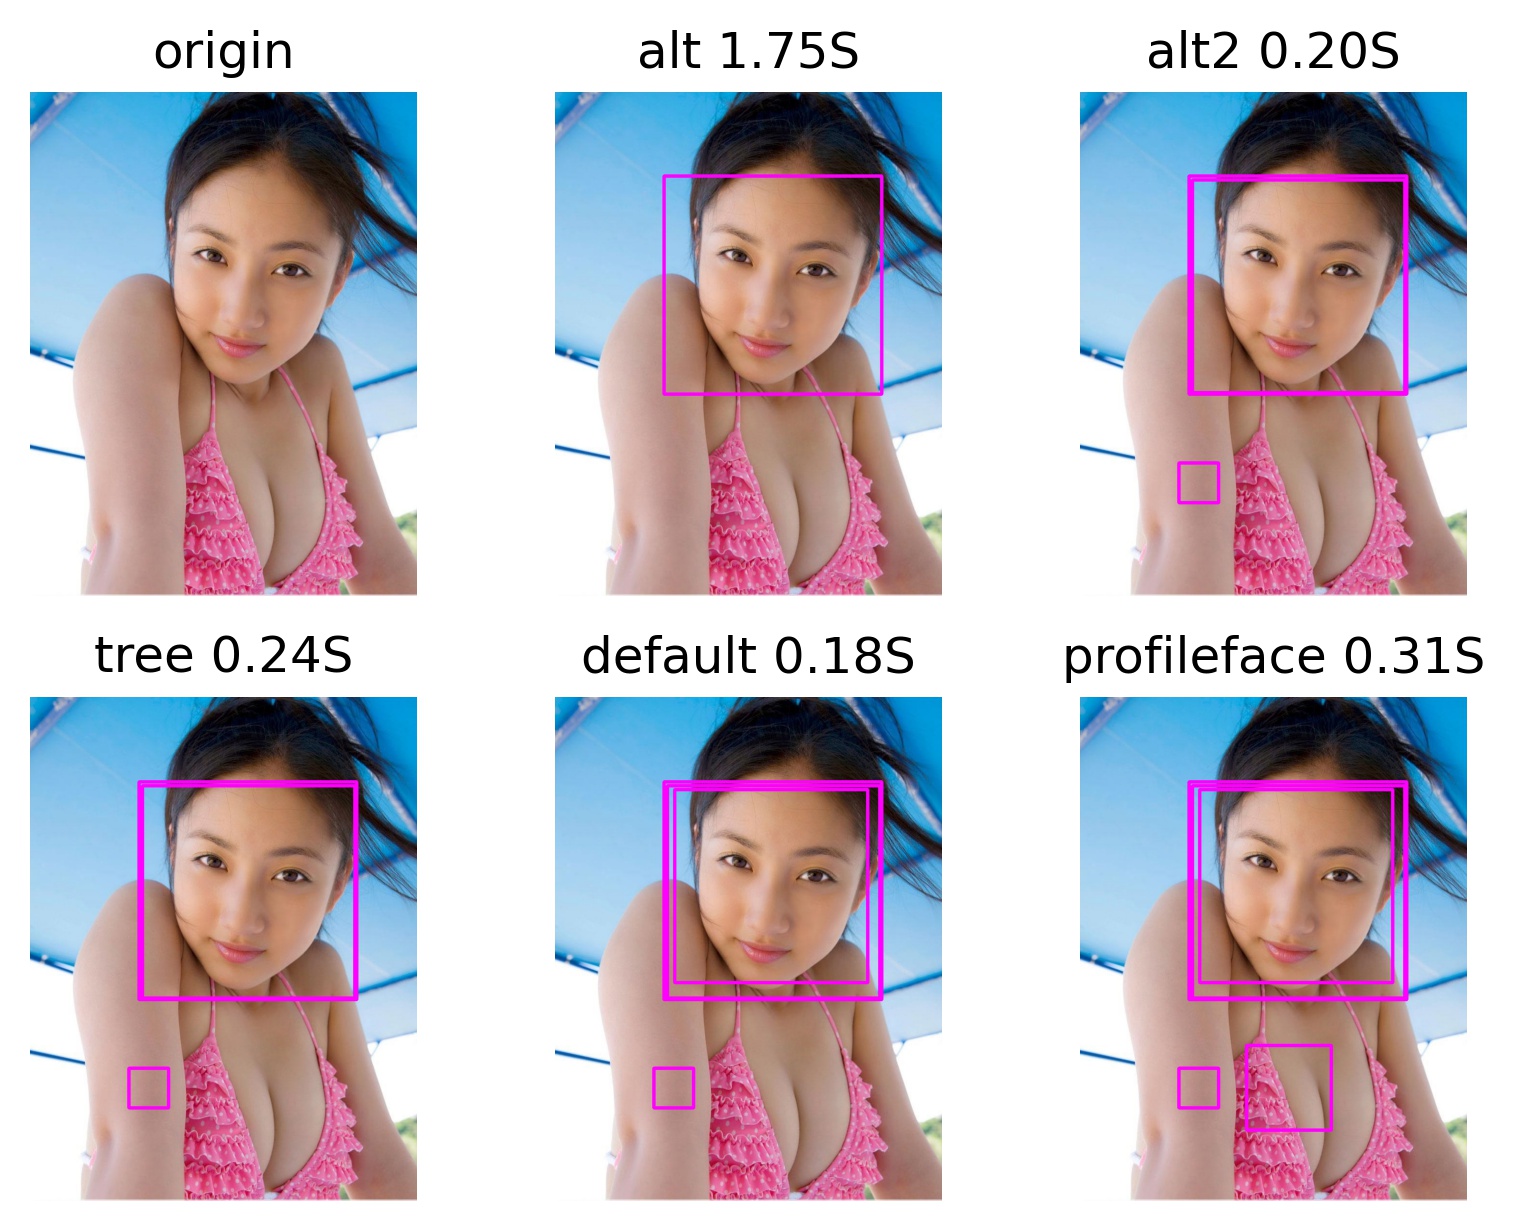 origin
alt 1.75S
alt2 0.20S
tree 0.24S
default 0.18S
profileface 0.31S